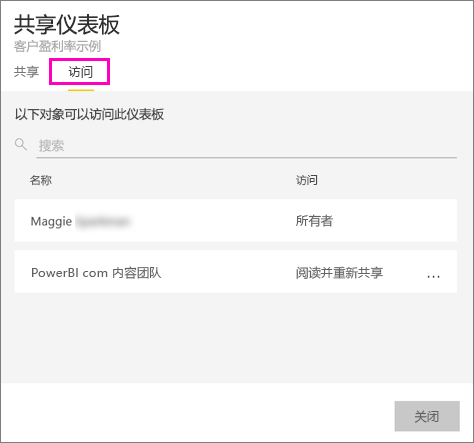 共享仪表板
客户盈利率示例
共享 访问
以下对象可以访问此仪表板
搜索
名称 访问
Maggie 所有者
PowerBI com 内容团队 阅读并重新共享 ...
关闭